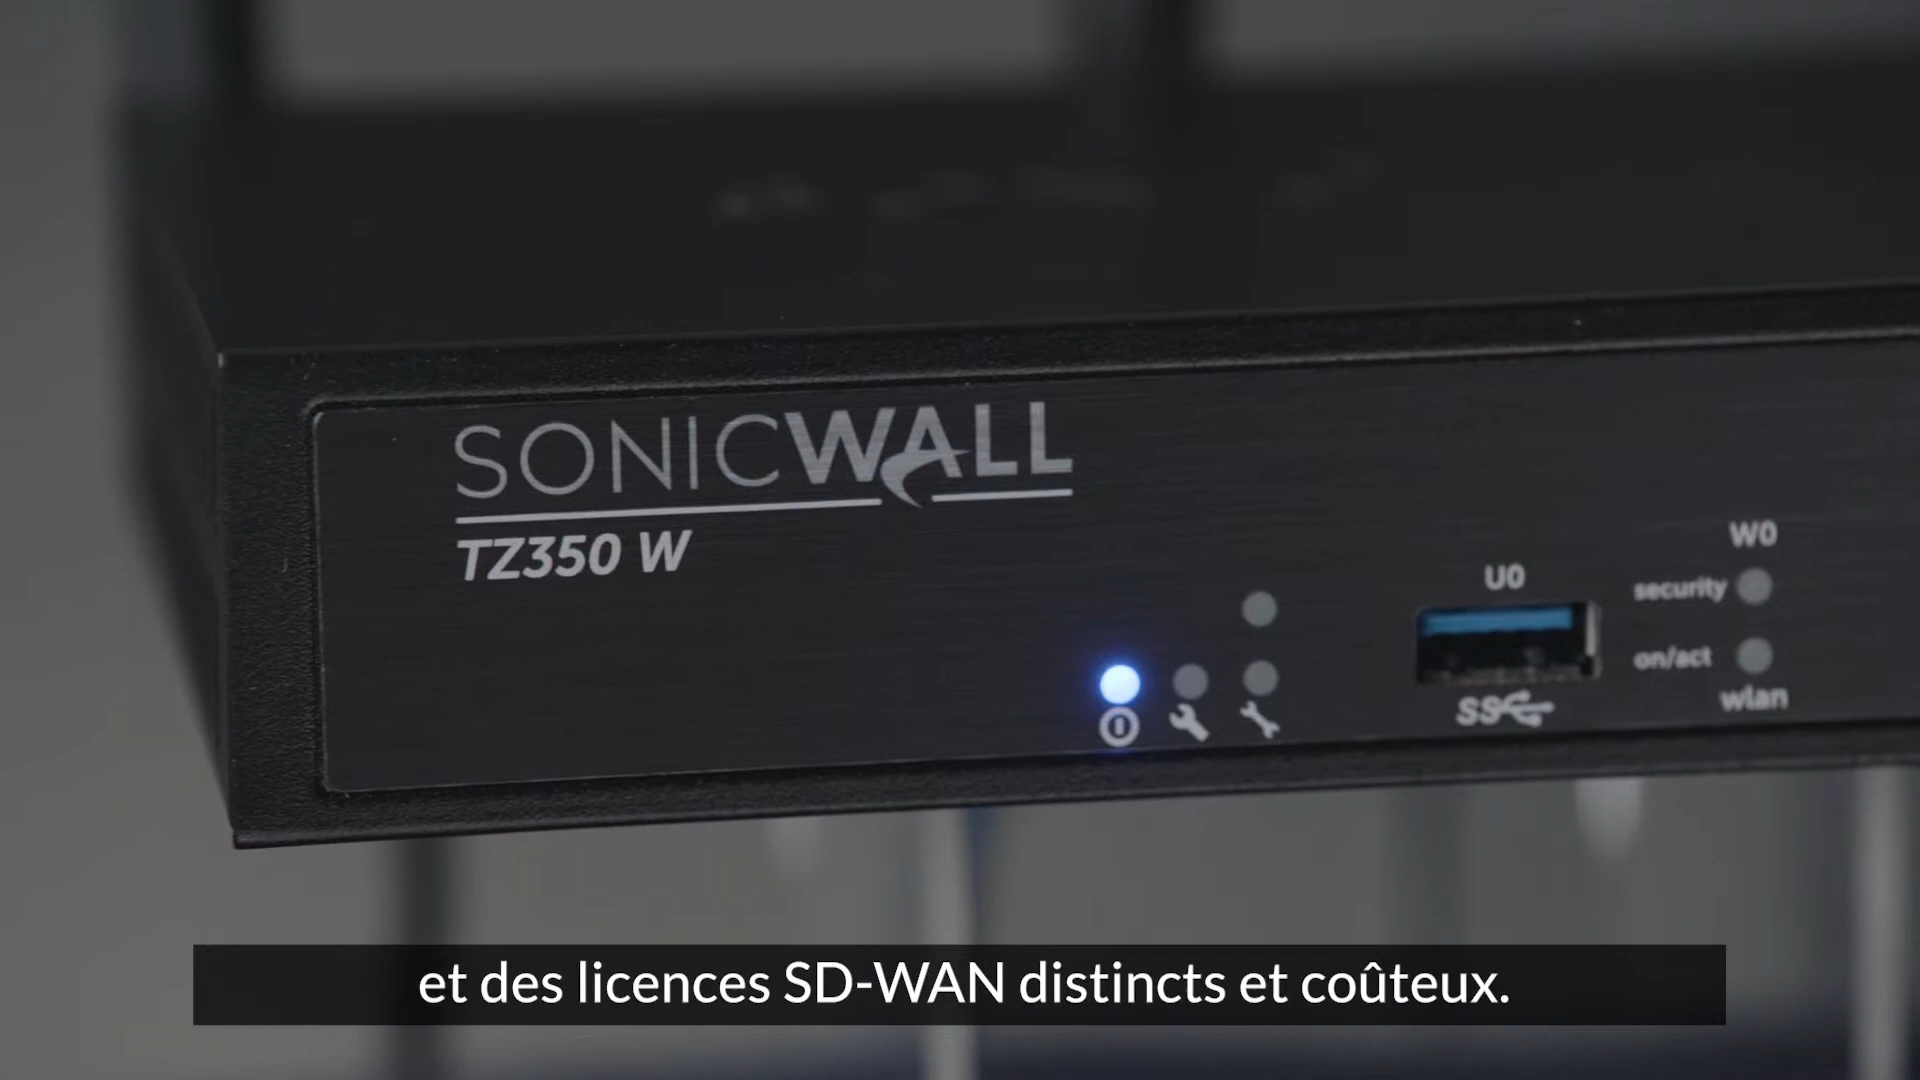 SONICWALL
TZ350 W
U0
W0
security
on/act
wlan
SS
et des licences SD-WAN distincts et coûteux.